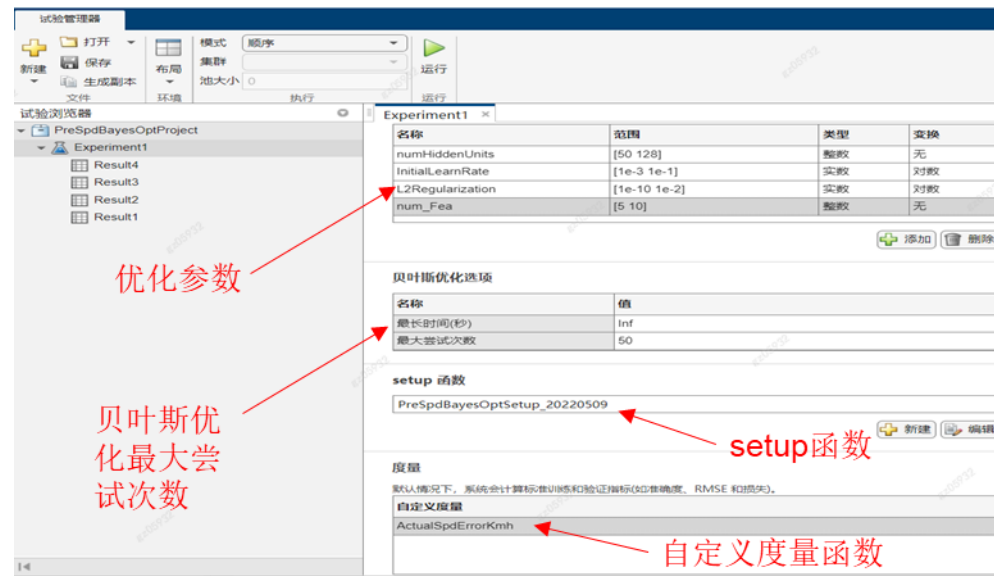 试验管理器
打开
保存
生成副本
新建
文件
布局
环境
模式 顺序
集群
池大小 0
执行
运行
运行
试验浏览器
PreSpdBayesOptProject
Experiment1
Result4
Result3
Result2
Result1
Experiment1 ×
名称 范围 类型 变换
numHiddenUnits [50 128] 整数 无
InitialLearnRate [1e-3 1e-1] 实数 对数
L2Regularization [1e-10 1e-2] 实数 对数
num_Fea [5 10] 整数 无
添加 删除
优化参数
贝叶斯优化选项
名称 值
最长时间(秒) Inf
最大尝试次数 50
贝叶斯优
化最大尝
试次数
setup 函数
PreSpdBayesOptSetup_20220509
新建 编辑
setup函数
度量
默认情况下，系统会计算标准训练和验证指标(如准确度、RMSE 和损失)。
自定义度量
ActualSpdErrorKmh
自定义度量函数